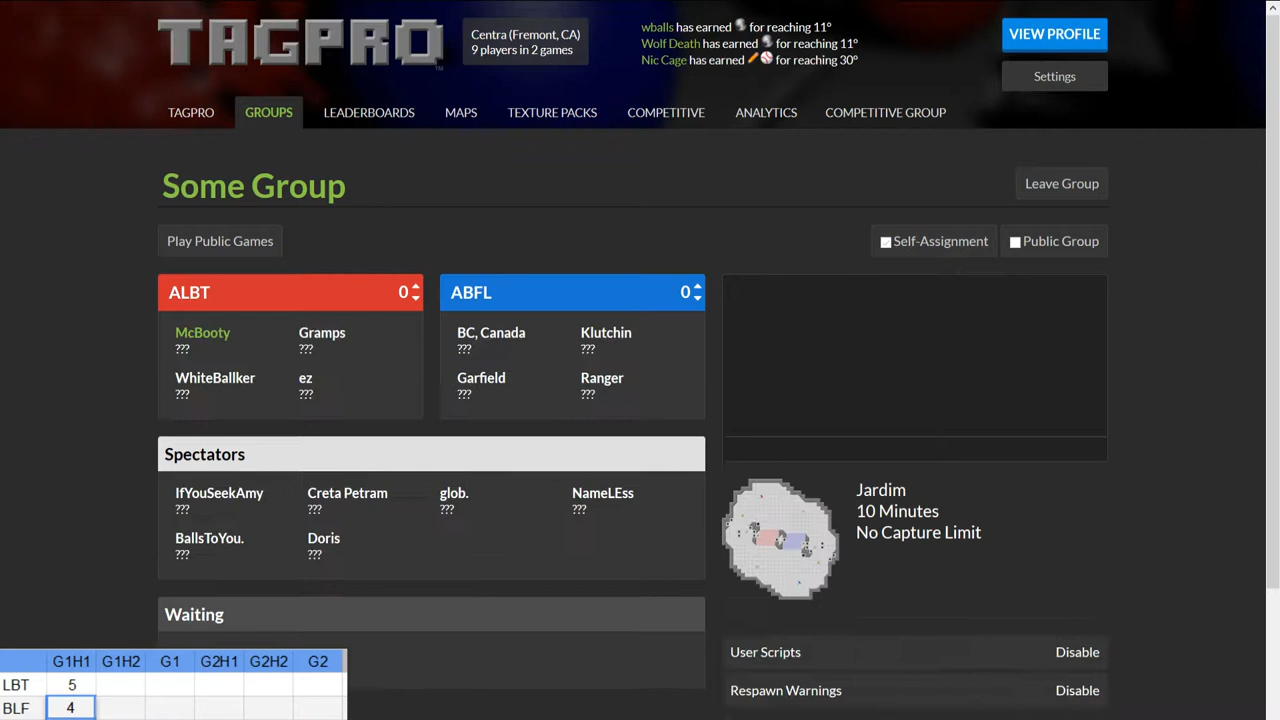 TAGPRO
Centra (Fremont, CA)
9 players in 2 games
wballs has earned for reaching 11°
Wolf Death has earned for reaching 11°
Nic Cage has earned for reaching 30°
VIEW PROFILE
Settings
TAGPRO GROUPS LEADERBOARDS MAPS TEXTURE PACKS COMPETITIVE ANALYTICS COMPETITIVE GROUP
Some Group
Leave Group
Play Public Games
Self-Assignment
Public Group
ALBT 0
McBooty Gramps
??? ???
WhiteBallker ez
??? ???
ABFL 0
BC, Canada Klutchin
??? ???
Garfield Ranger
??? ???
Spectators
IfYouSeekAmy Creta Petram glob. NameLEss
??? ??? ??? ???
BallsToYou. Doris
??? ???
Waiting
Jardim
10 Minutes
No Capture Limit
User Scripts Disable
Respawn Warnings Disable
G1H1 G1H2 G1 G2H1 G2H2 G2
LBT 5
BLF 4